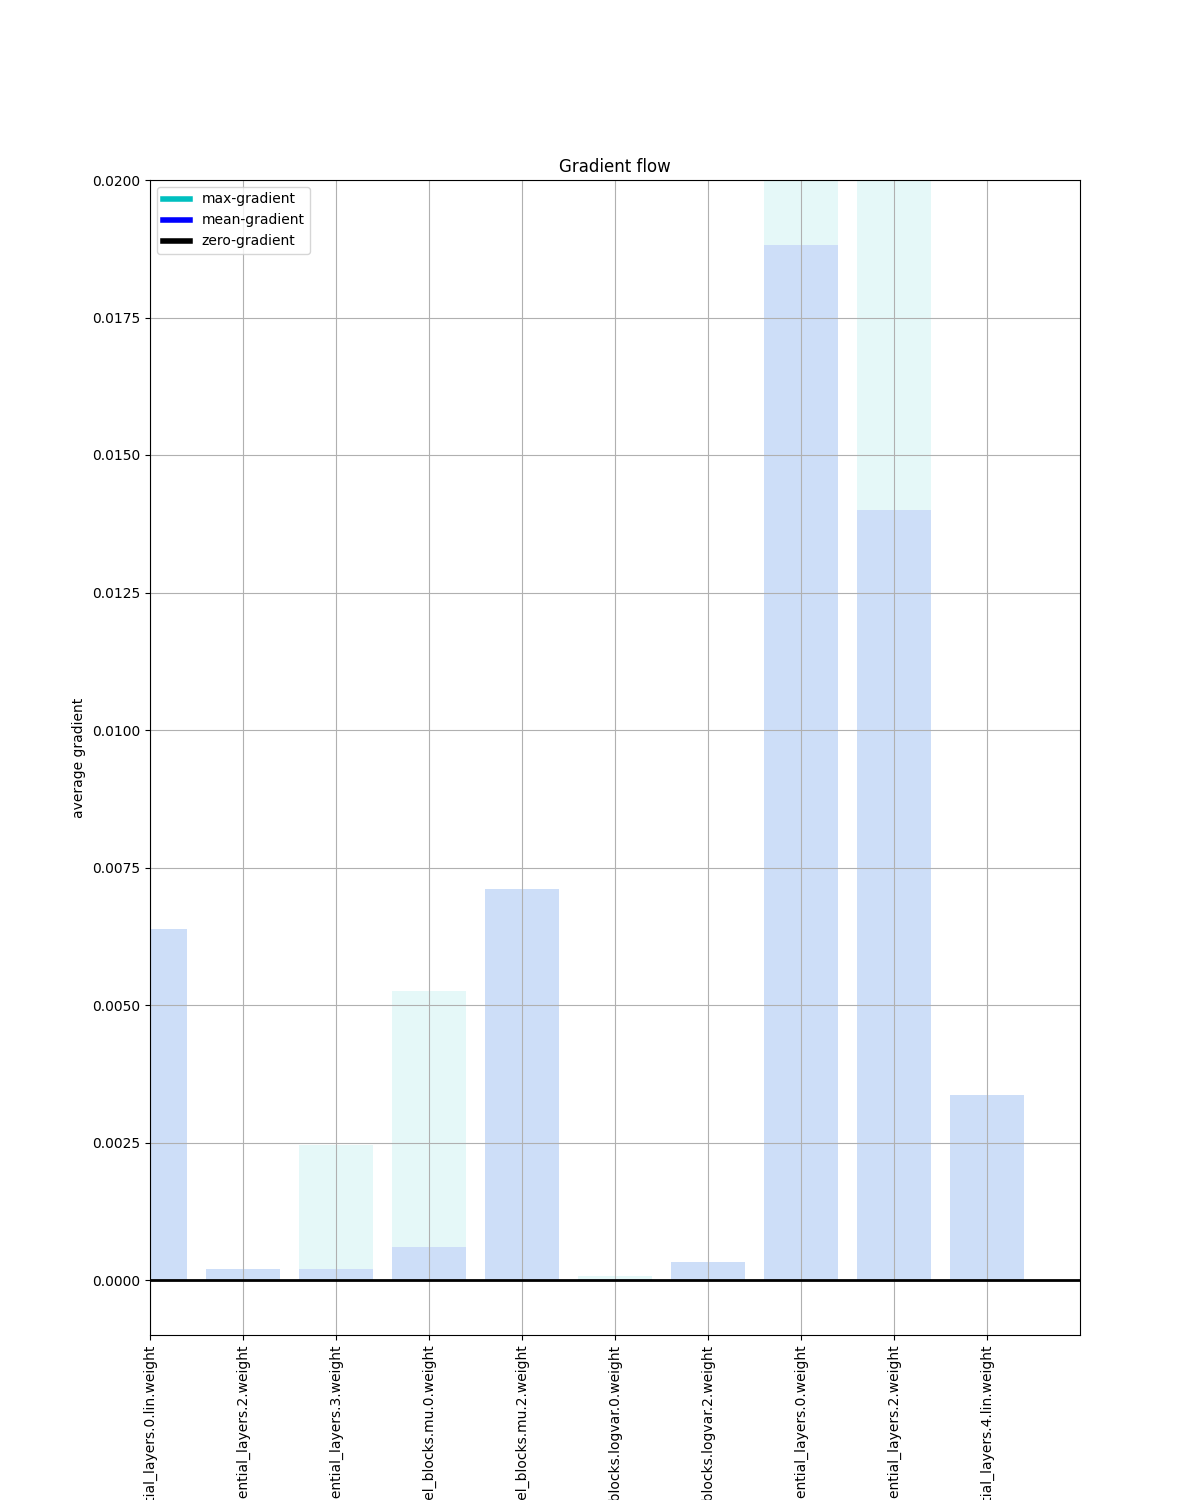 Gradient flow
max-gradient
mean-gradient
zero-gradient
0.0200
0.0175
0.0150
0.0125
0.0100
0.0075
0.0050
0.0025
0.0000
average gradient
tial_layers.0.lin.weight
ential_layers.2.weight
ential_layers.3.weight
el_blocks.mu.0.weight
el_blocks.mu.2.weight
blocks.logvar.0.weight
blocks.logvar.2.weight
ential_layers.0.weight
ential_layers.2.weight
tial_layers.4.lin.weight